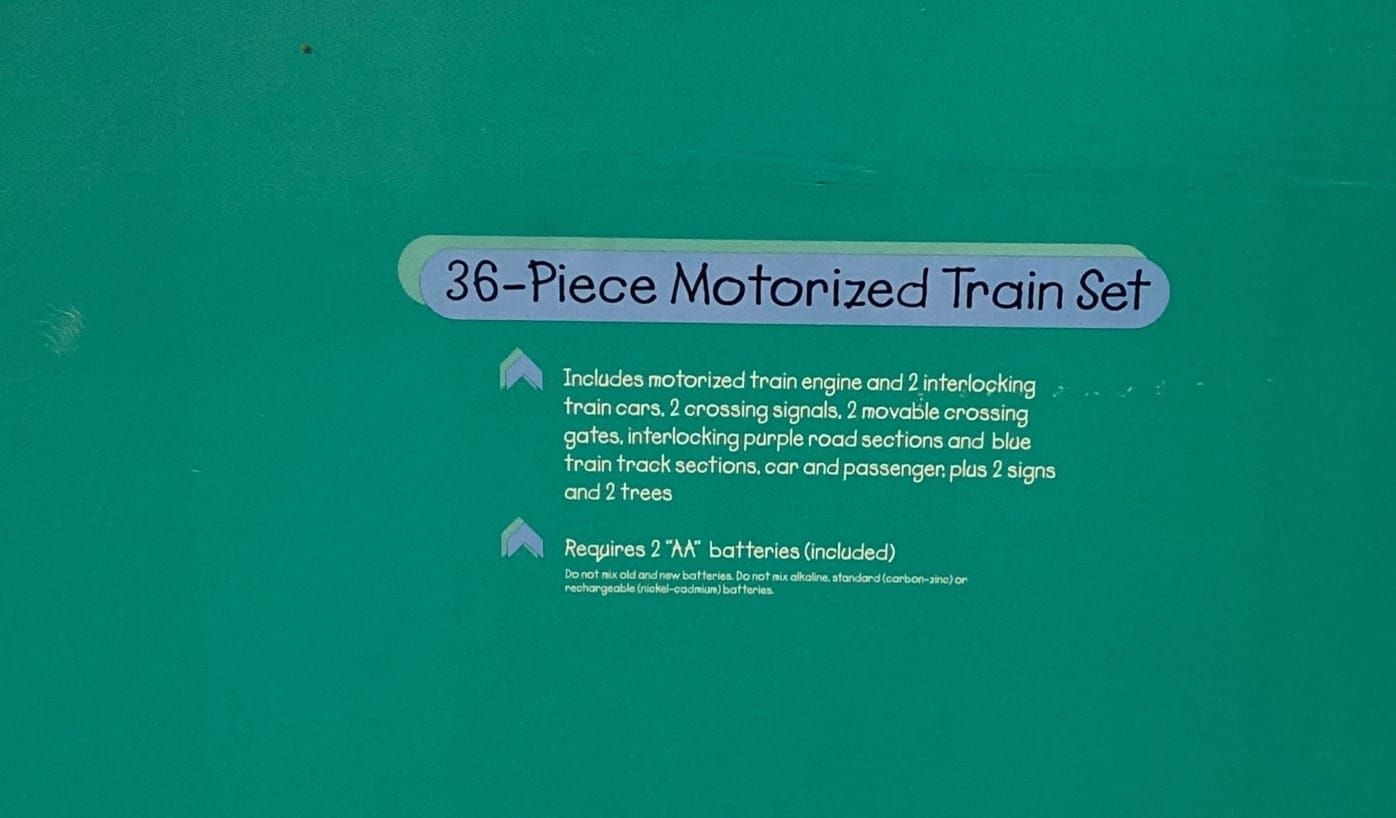 36-Piece Motorized Train Set
Includes motorized train engine and 2 interlocking
train cars, 2 crossing signals, 2 movable crossing
gates, interlocking purple road sections and blue
train track sections, car and passenger, plus 2 signs
and 2 trees
Requires 2 "AA" batteries (included)
Do not mix old and new batteries. Do not mix alkaline, standard (carbon-zinc) or
rechargeable (nickel-cadmium) batteries.